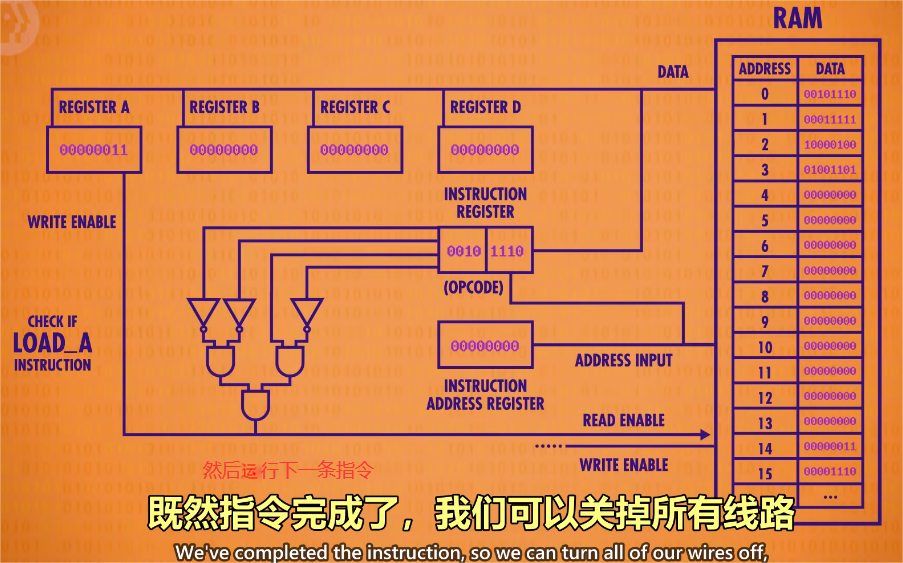 RAM
DATA
ADDRESS DATA
0 00101110
1 00011111
2 10000100
3 01001101
4 00000000
5 00000000
6 00000000
7 00000000
8 00000000
9 00000000
10 00000000
11 00000000
12 00000000
13 00000000
14 00000011
15 00001110
...
REGISTER A
00000011
REGISTER B
00000000
REGISTER C
00000000
REGISTER D
00000000
WRITE ENABLE
INSTRUCTION
REGISTER
0010 1110
(OPCODE)
CHECK IF
LOAD_A
INSTRUCTION
00000000
ADDRESS INPUT
INSTRUCTION
ADDRESS REGISTER
READ ENABLE
WRITE ENABLE
然后运行下一条指令
既然指令完成了，我们可以关掉所有线路
We've completed the instruction, so we can turn all of our wires off,